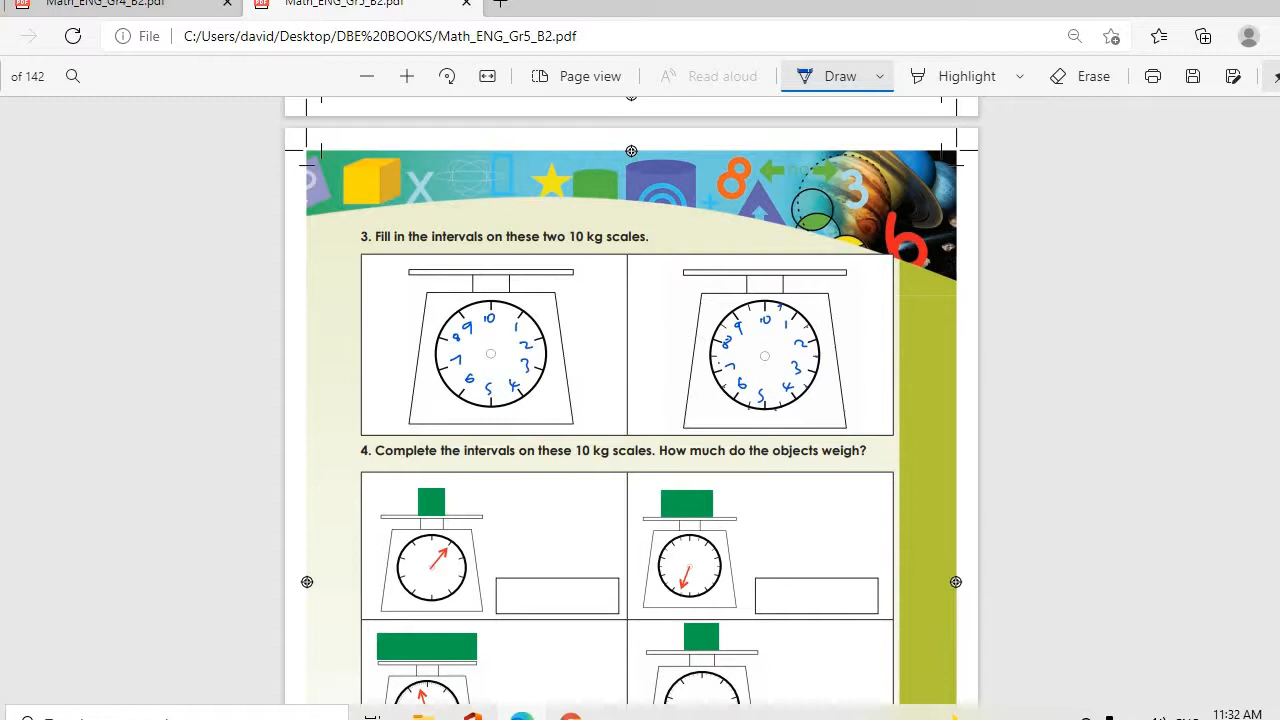 Math_ENG_Gr4_B2.pdf
Math_ENG_Gr5_B2.pdf
File C:/Users/david/Desktop/DBE%20BOOKS/Math_ENG_Gr5_B2.pdf
of 142 Page view Read aloud Draw Highlight Erase
X 8 3
6
3. Fill in the intervals on these two 10 kg scales.
10 1 2 3 4 5 6 7 8 9
10 1 2 3 4 5 6 7 8 9
4. Complete the intervals on these 10 kg scales. How much do the objects weigh?
11:32 AM